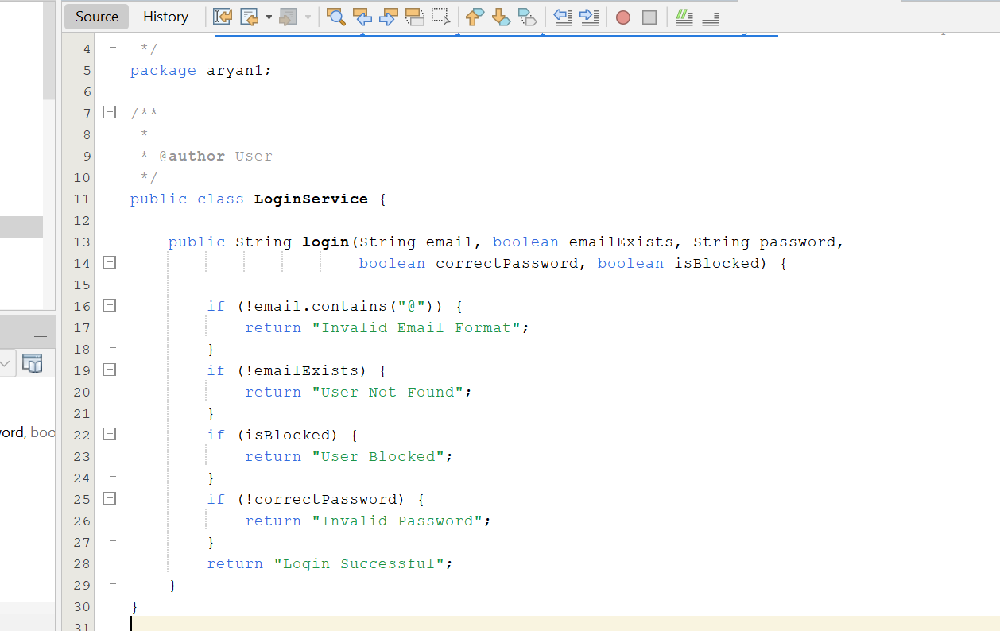 Source History
4 */
5 package aryan1;
6
7 /**
8 *
9 * @author User
10 */
11 public class LoginService {
12
13 public String login(String email, boolean emailExists, String password,
14 boolean correctPassword, boolean isBlocked) {
15
16 if (!email.contains("@")) {
17 return "Invalid Email Format";
18 }
19 if (!emailExists) {
20 return "User Not Found";
21 }
22 if (isBlocked) {
23 return "User Blocked";
24 }
25 if (!correctPassword) {
26 return "Invalid Password";
27 }
28 return "Login Successful";
29 }
30 }
31
ord, boo